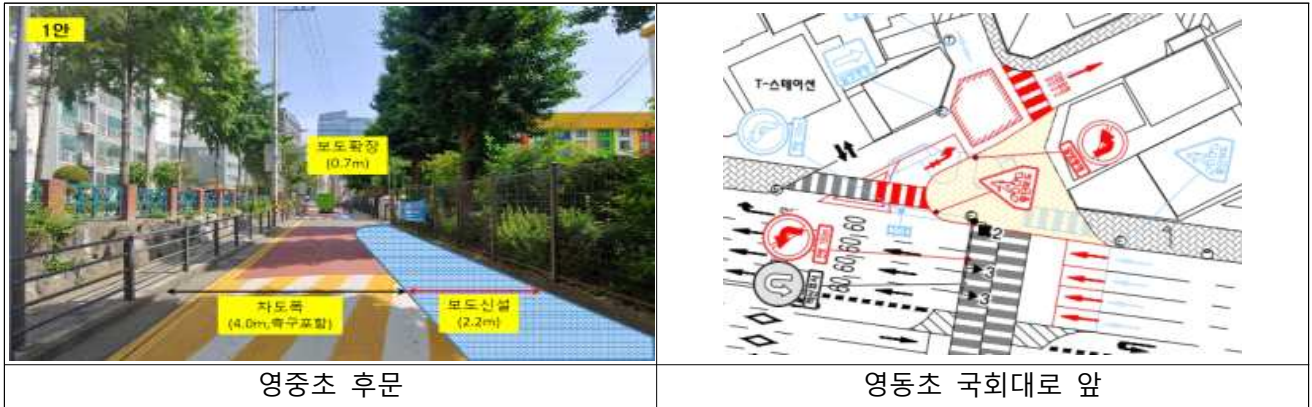 1안
보도확장
(0.7m)
차도폭
(4.0m,측구포함)
보도신설
(2.2m)
T-스테이션
60
60
60
60
2
3
3
영중초 후문
영동초 국회대로 앞